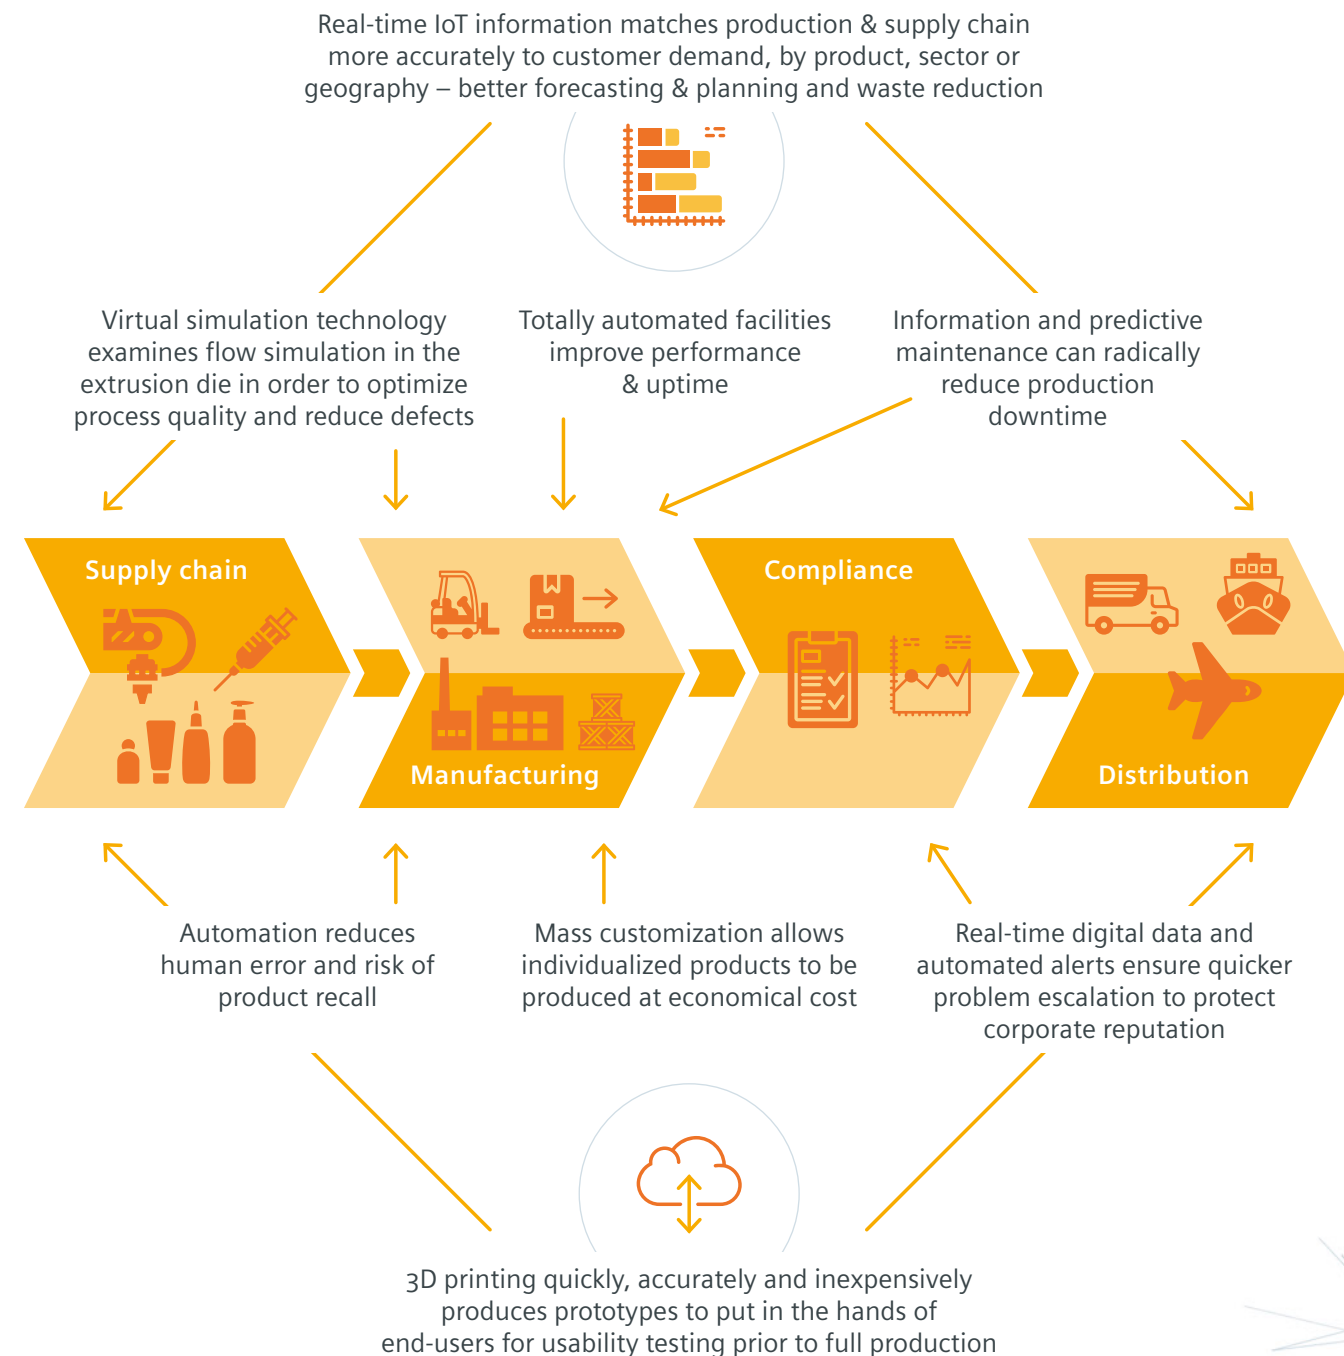 Real-time IoT information matches production & supply chain
more accurately to customer demand, by product, sector or
geography – better forecasting & planning and waste reduction
Virtual simulation technology
examines flow simulation in the
extrusion die in order to optimize
process quality and reduce defects
Totally automated facilities
improve performance
& uptime
Information and predictive
maintenance can radically
reduce production
downtime
Supply chain
Manufacturing
Compliance
Distribution
Automation reduces
human error and risk of
product recall
Mass customization allows
individualized products to be
produced at economical cost
Real-time digital data and
automated alerts ensure quicker
problem escalation to protect
corporate reputation
3D printing quickly, accurately and inexpensively
produces prototypes to put in the hands of
end-users for usability testing prior to full production